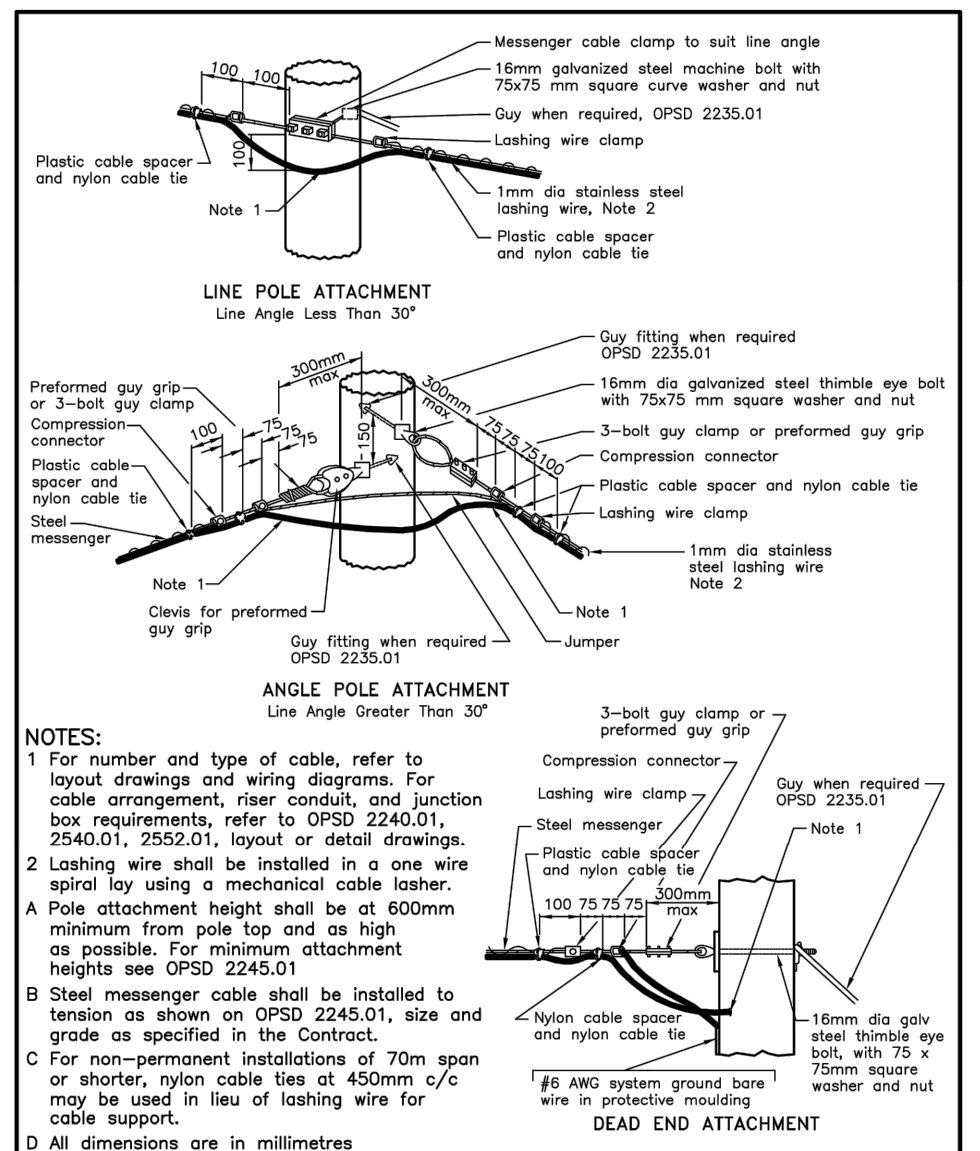 Messenger cable clamp to suit line angle
16mm galvanized steel machine bolt with
75x75 mm square curve washer and nut
Guy when required, OPSD 2235.01
Lashing wire clamp
100
100
100
Plastic cable spacer
and nylon cable tie
Note 1
1mm dia stainless steel
lashing wire, Note 2
Plastic cable spacer
and nylon cable tie
LINE POLE ATTACHMENT
Line Angle Less Than 30°
Guy fitting when required
OPSD 2235.01
16mm dia galvanized steel thimble eye bolt
with 75x75 mm square washer and nut
3-bolt guy clamp or preformed guy grip
Compression connector
Plastic cable spacer and nylon cable tie
Lashing wire clamp
1mm dia stainless
steel lashing wire
Note 2
300mm
max
300mm
max
150
75
75
75
100
Preformed guy grip
or 3-bolt guy clamp
Compression
connector
Plastic cable
spacer and
nylon cable tie
Steel
messenger
100
75
75
75
Note 1
Clevis for preformed
guy grip
Guy fitting when required
OPSD 2235.01
Note 1
Jumper
ANGLE POLE ATTACHMENT
Line Angle Greater Than 30°
NOTES:
1 For number and type of cable, refer to
layout drawings and wiring diagrams. For
cable arrangement, riser conduit, and junction
box requirements, refer to OPSD 2240.01,
2540.01, 2552.01, layout or detail drawings.
2 Lashing wire shall be installed in a one wire
spiral lay using a mechanical cable lasher.
A Pole attachment height shall be at 600mm
minimum from pole top and as high
as possible. For minimum attachment
heights see OPSD 2245.01
B Steel messenger cable shall be installed to
tension as shown on OPSD 2245.01, size and
grade as specified in the Contract.
C For non-permanent installations of 70m span
or shorter, nylon cable ties at 450mm c/c
may be used in lieu of lashing wire for
cable support.
D All dimensions are in millimetres
3-bolt guy clamp or
preformed guy grip
Compression connector
Lashing wire clamp
Steel messenger
Plastic cable spacer
and nylon cable tie
Guy when required
OPSD 2235.01
Note 1
100 75 75 75
300mm
max
Nylon cable spacer
and nylon cable tie
16mm dia galv
steel thimble eye
bolt, with 75 x
75mm square
washer and nut
#6 AWG system ground bare
wire in protective moulding
DEAD END ATTACHMENT